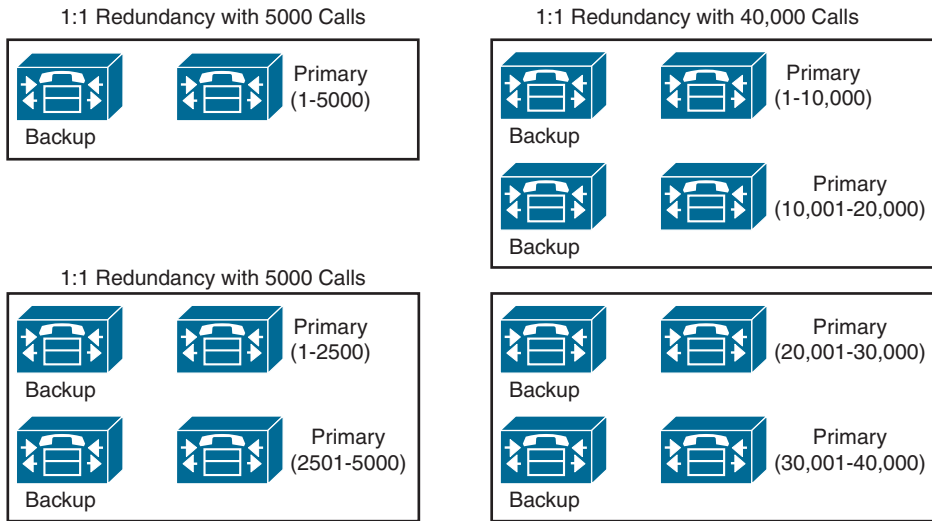 1:1 Redundancy with 5000 Calls
Primary
(1-5000)
Backup
1:1 Redundancy with 5000 Calls
Primary
(1-2500)
Backup
Primary
(2501-5000)
Backup
1:1 Redundancy with 40,000 Calls
Primary
(1-10,000)
Backup
Primary
(10,001-20,000)
Backup
Primary
(20,001-30,000)
Backup
Primary
(30,001-40,000)
Backup